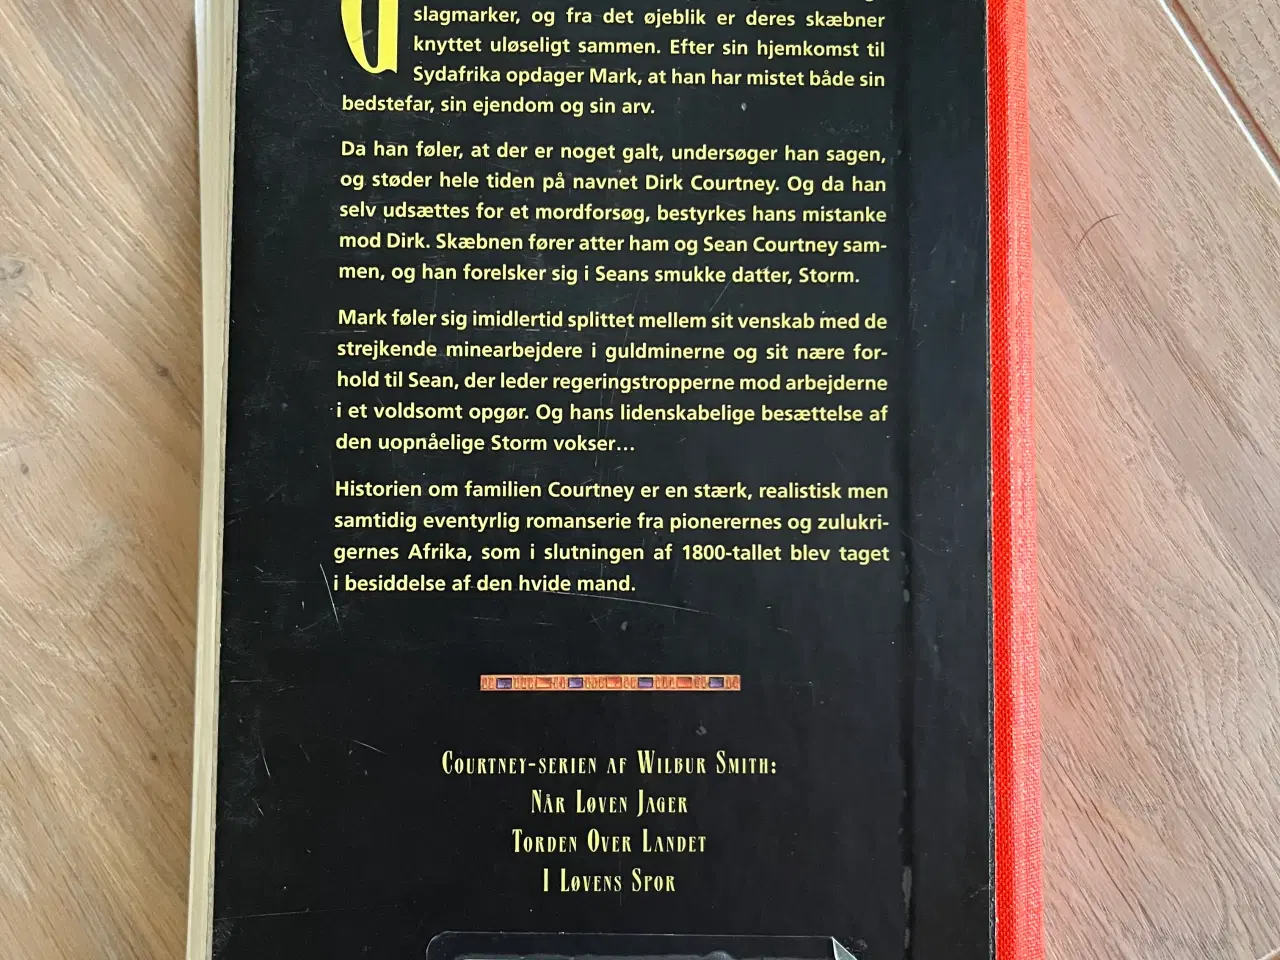 slagmarker, og fra det øjeblik er deres skæbner
knyttet uløseligt sammen. Efter sin hjemkomst til
Sydafrika opdager Mark, at han har mistet både sin
bedstefar, sin ejendom og sin arv.
Da han føler, at der er noget galt, undersøger han sagen,
og støder hele tiden på navnet Dirk Courtney. Og da han
selv udsættes for et mordforsøg, bestyrkes hans mistanke
mod Dirk. Skæbnen fører atter ham og Sean Courtney sam-
men, og han forelsker sig i Seans smukke datter, Storm.
Mark føler sig imidlertid splittet mellem sit venskab med de
strejkende minearbejdere i guldminerne og sit nære for-
hold til Sean, der leder regeringstropperne mod arbejderne
i et voldsomt opgør. Og hans lidenskabelige besættelse af
den uopnåelige Storm vokser...
Historien om familien Courtney er en stærk, realistisk men
samtidig eventyrlig romanserie fra pionerernes og zulukri-
gernes Afrika, som i slutningen af 1800-tallet blev taget
i besiddelse af den hvide mand.
COURTNEY-SERIEN AF WILBUR SMITH:
NÅR LØVEN JAGER
TORDEN OVER LANDET
I LØVENS SPOR